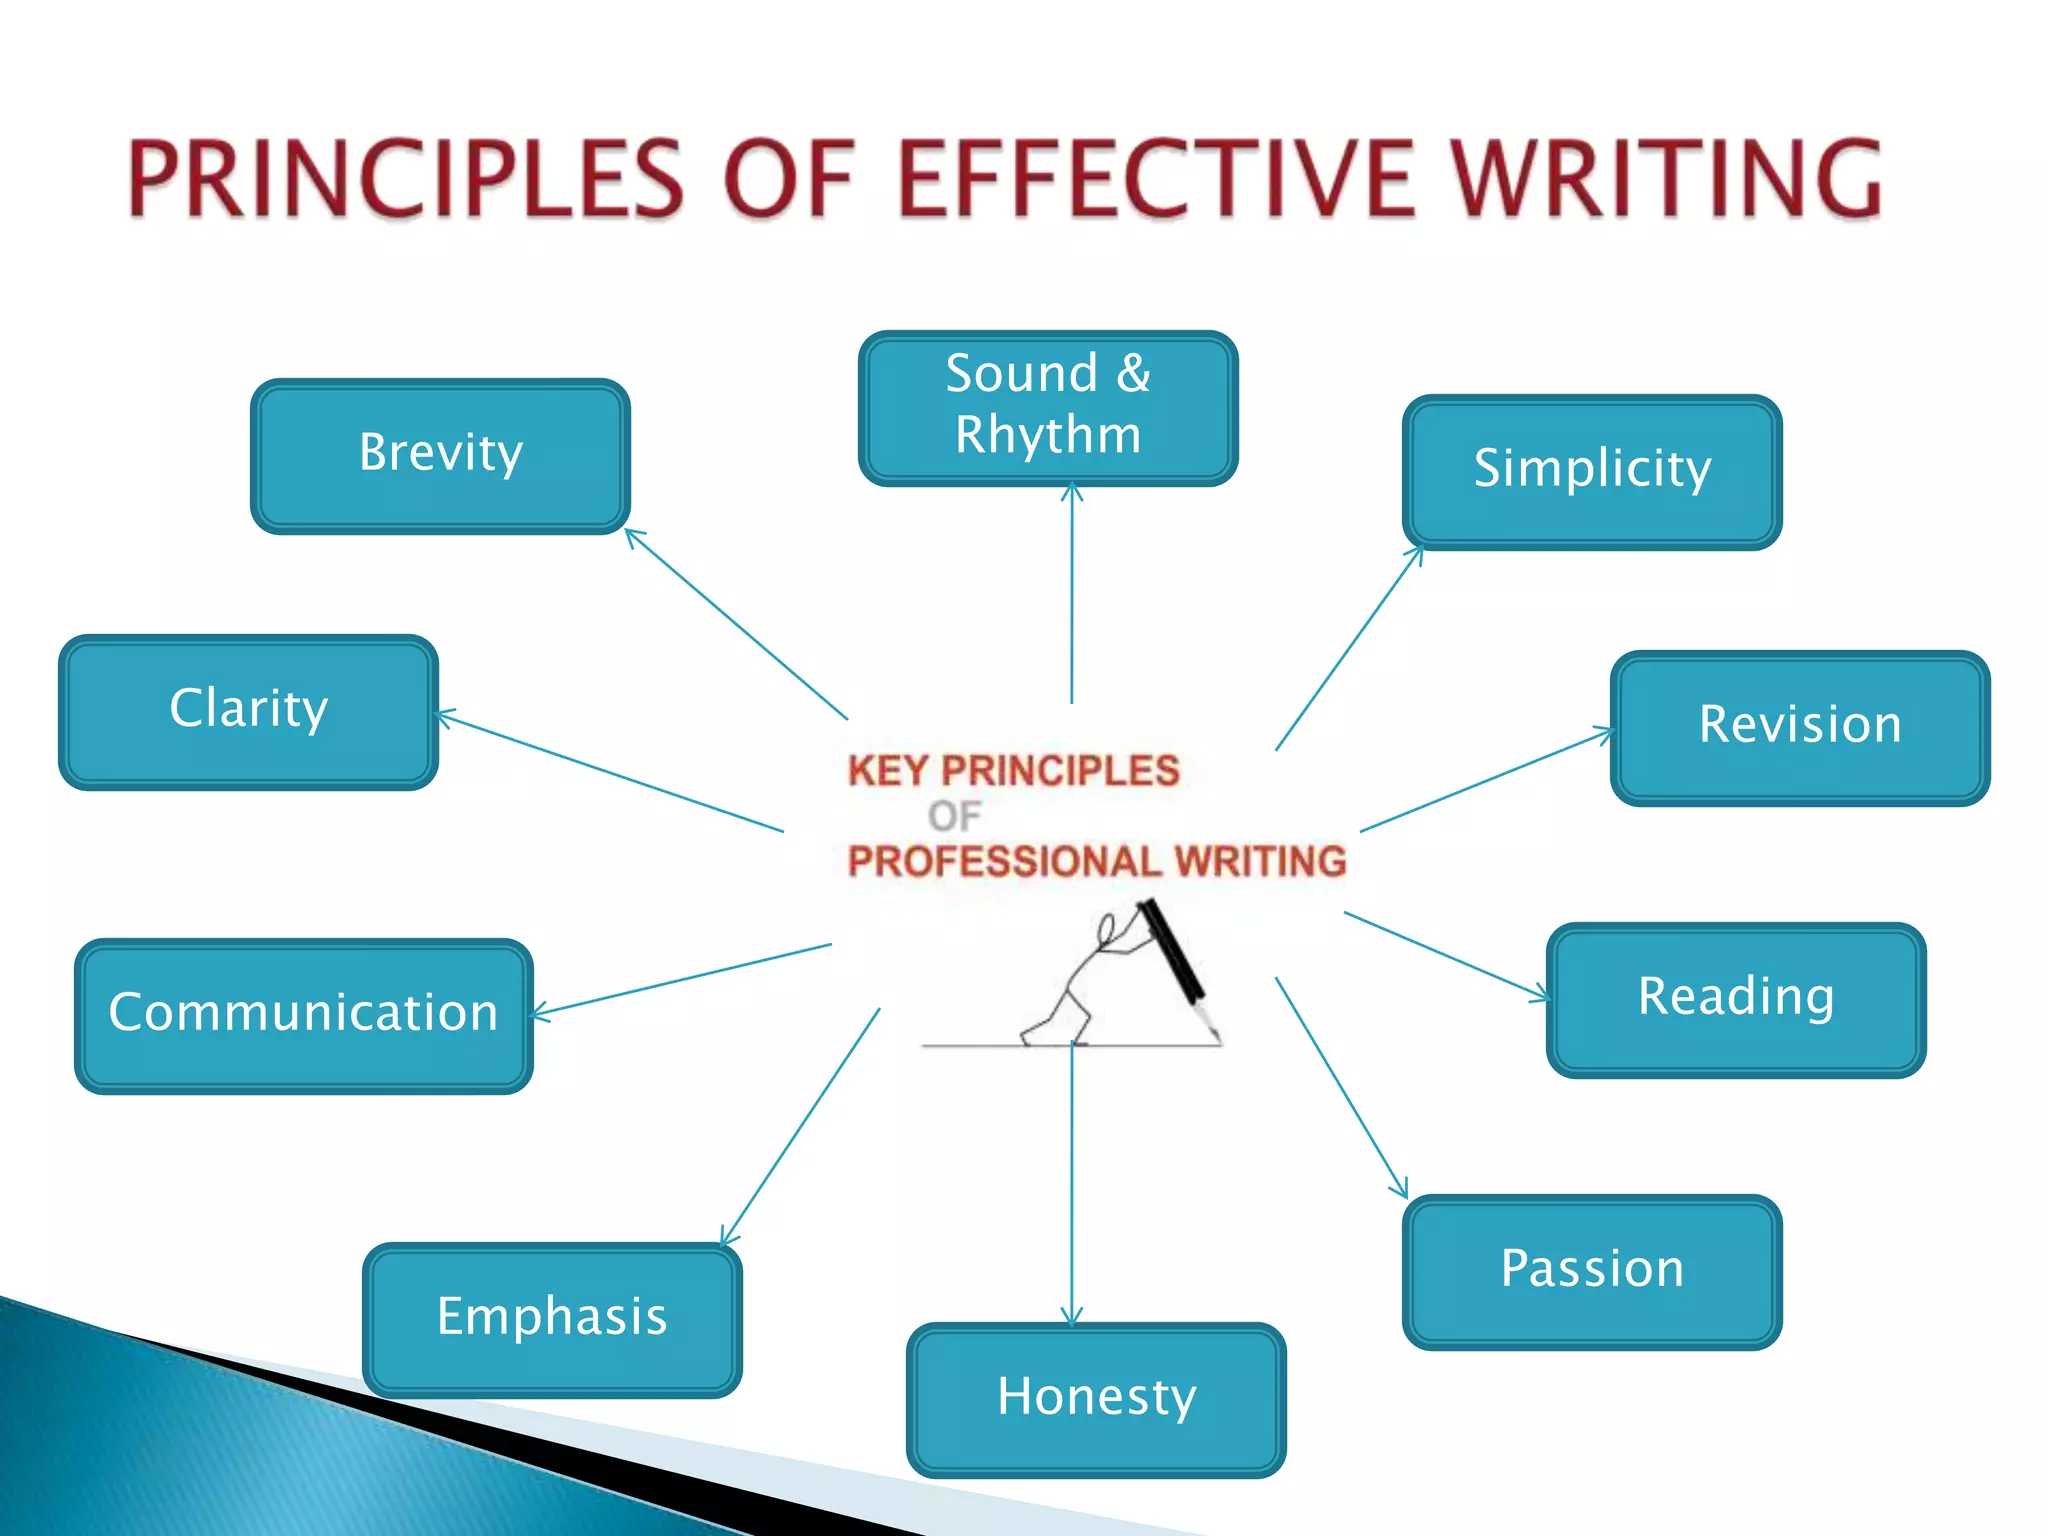 PRINCIPLES OF EFFECTIVE WRITING
Sound &
Rhythm
Brevity
Simplicity
Clarity
Revision
KEY PRINCIPLES
OF
PROFESSIONAL WRITING
Communication
Reading
Emphasis
Passion
Honesty